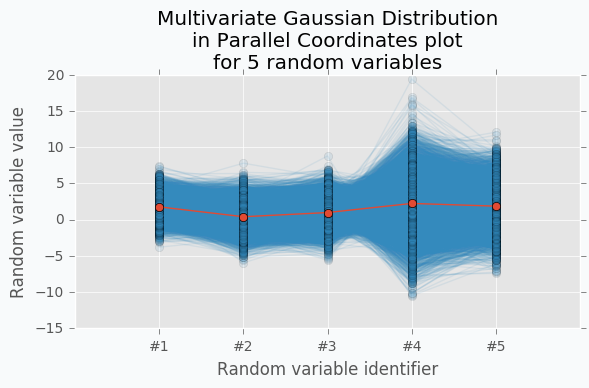 Multivariate Gaussian Distribution
in Parallel Coordinates plot
for 5 random variables
20
15
10
5
0
−5
−10
−15
Random variable value
#1 #2 #3 #4 #5
Random variable identifier